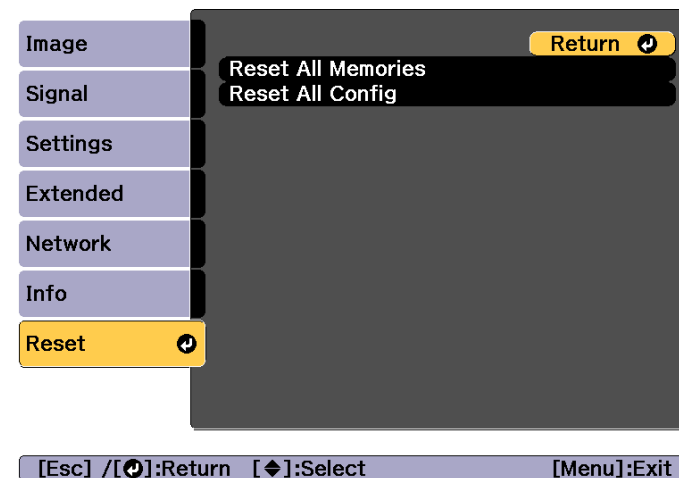 Image
Signal
Settings
Extended
Network
Info
Reset
Return
Reset All Memories
Reset All Config
[Esc] /[ ]:Return [ ]:Select [Menu]:Exit